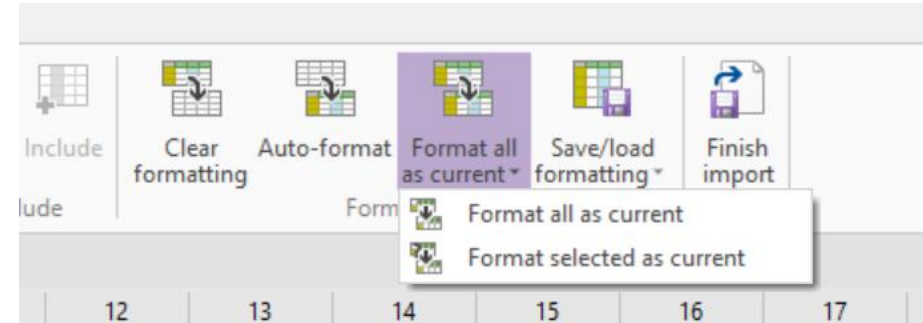 Include
Clear
formatting
Auto-format
Format all
as current
Save/load
formatting
Finish
import
lude
Form
Format all as current
Format selected as current
12 13 14 15 16 17